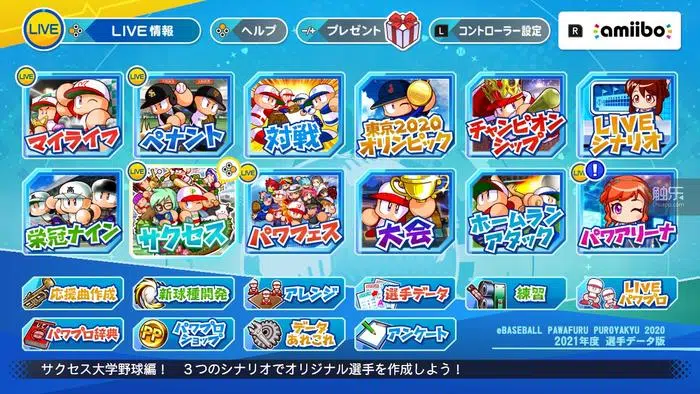 LIVE
LIVE情報
ヘルプ
-/+ プレゼント
L コントローラー設定
R amiibo
LIVE
マイライフ
LIVE
ペナント
対戦
東京2020
オリンピック
チャンピオン
シップ
LIVE
シナリオ
栄冠ナイン
LIVE
サクセス
LIVE
パワフェス
大会
ホームラン
アタック
LIVE
!
パワアリーナ
触乐
応援曲作成
新球種開発
アレンジ
選手データ
練習
LIVE
パワプロ
パワプロ辞典
PP
パワプロ
ショップ
データ
あれこれ
アンケート
eBASEBALL PAWAFURU PUROYAKYU 2020
2021年度 選手データ版
サクセス大学野球編! 3つのシナリオでオリジナル選手を作成しよう!